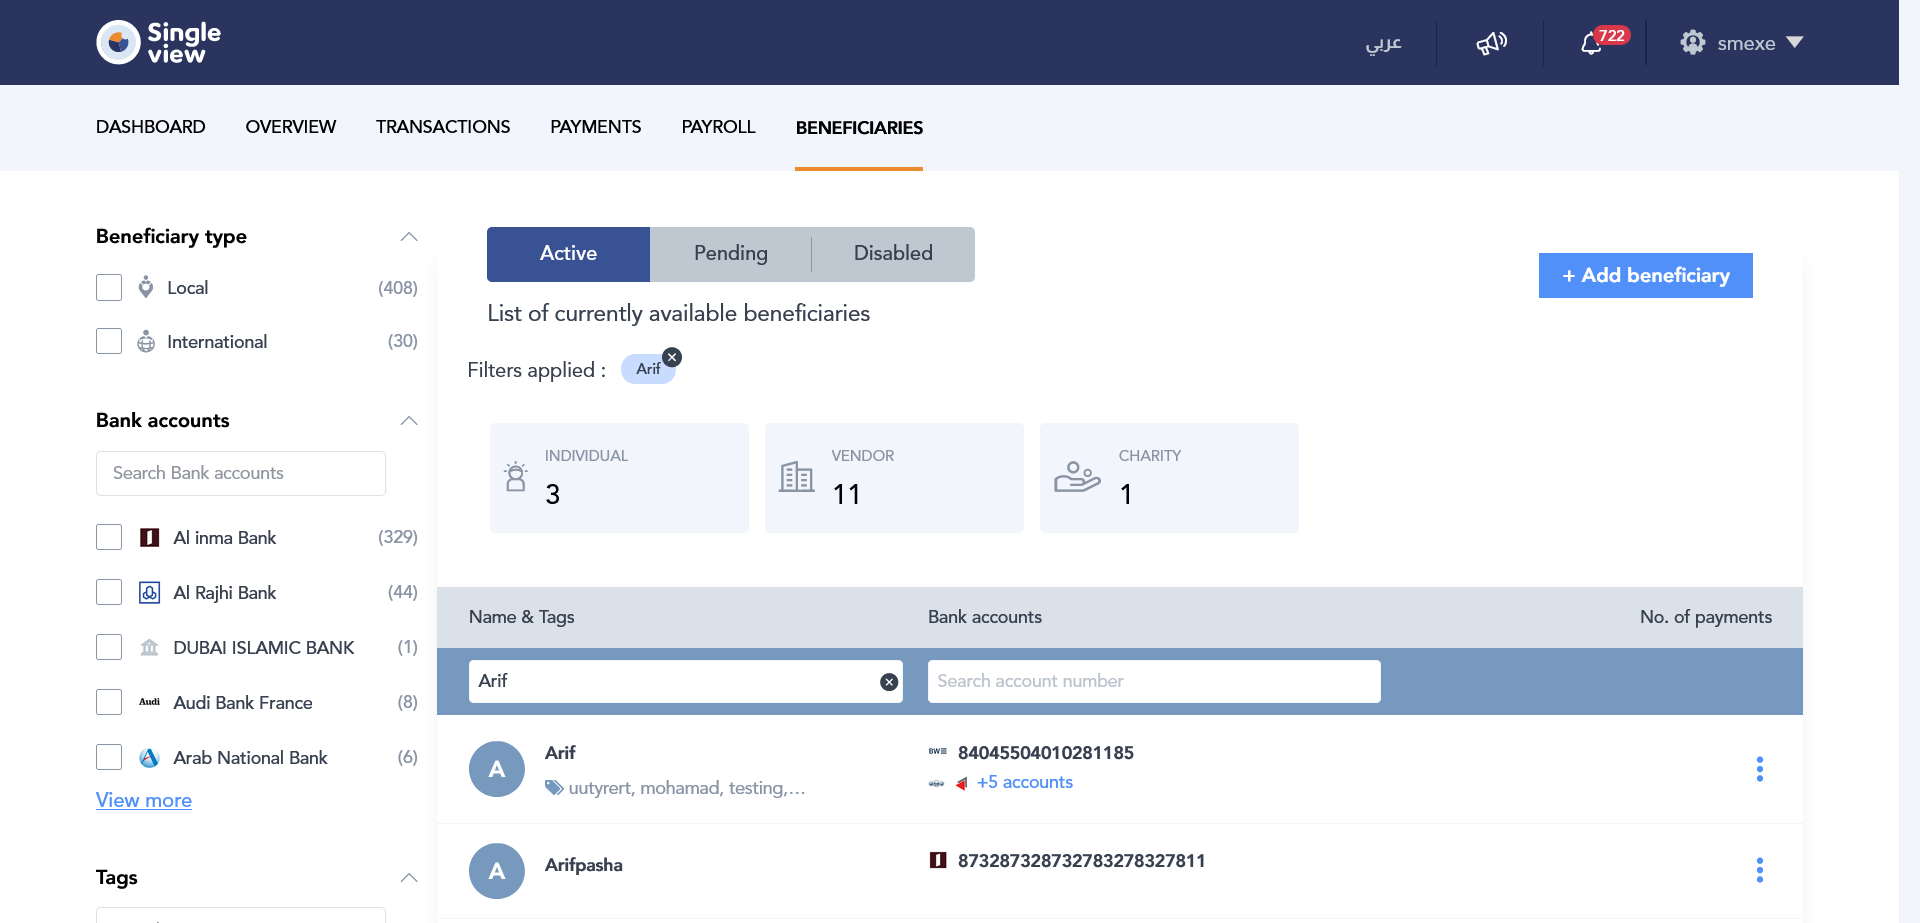 Single
view
عربي
722
smexe
DASHBOARD
OVERVIEW
TRANSACTIONS
PAYMENTS
PAYROLL
BENEFICIARIES
Beneficiary type
Local (408)
International (30)
Bank accounts
Search Bank accounts
Al inma Bank (329)
Al Rajhi Bank (44)
DUBAI ISLAMIC BANK (1)
Audi
Audi Bank France (8)
Arab National Bank (6)
View more
Tags
Active
Pending
Disabled
+ Add beneficiary
List of currently available beneficiaries
Filters applied : Arif
INDIVIDUAL
3
VENDOR
11
CHARITY
1
Name & Tags
Bank accounts
No. of payments
Arif
Search account number
A
Arif
uutyrert, mohamad, testing,...
84045504010281185
+5 accounts
A
Arifpasha
873287328732783278327811